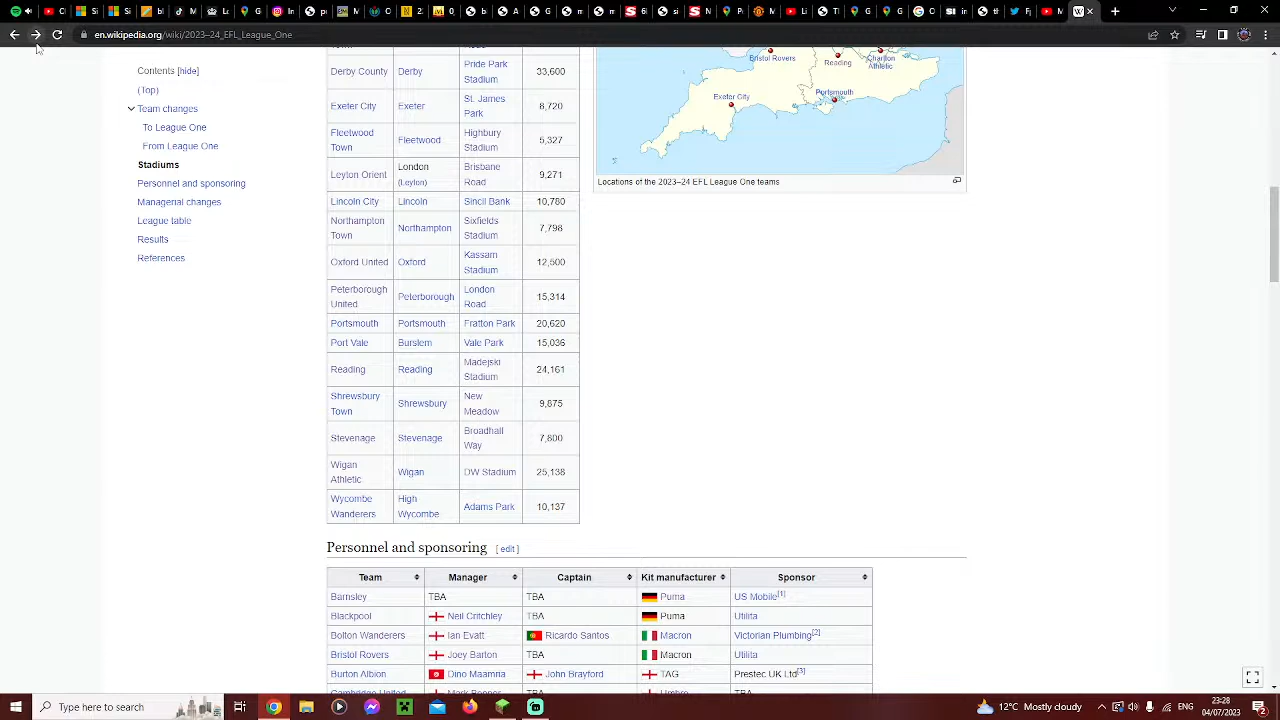 en.wikipedia.org/wiki/2023–24_EFL_League_One
Contents [hide]
(Top)
Team changes
To League One
From League One
Stadiums
Personnel and sponsoring
Managerial changes
League table
Results
References
Derby County Derby Pride Park Stadium 33,600
Exeter City Exeter St. James Park 8,720
Fleetwood Town Fleetwood Highbury Stadium 5,327
Leyton Orient London (Leyton) Brisbane Road 9,271
Lincoln City Lincoln Sincil Bank 10,780
Northampton Town Northampton Sixfields Stadium 7,798
Oxford United Oxford Kassam Stadium 12,500
Peterborough United Peterborough London Road 15,314
Portsmouth Portsmouth Fratton Park 20,620
Port Vale Burslem Vale Park 15,036
Reading Reading Madejski Stadium 24,161
Shrewsbury Town Shrewsbury New Meadow 9,875
Stevenage Stevenage Broadhall Way 7,800
Wigan Athletic Wigan DW Stadium 25,138
Wycombe Wanderers High Wycombe Adams Park 10,137
Bristol Rovers
Reading
Charlton Athletic
Exeter City
Portsmouth
Locations of the 2023–24 EFL League One teams
Personnel and sponsoring [ edit ]
Team Manager Captain Kit manufacturer Sponsor
Barnsley TBA TBA Puma US Mobile[1]
Blackpool Neil Critchley TBA Puma Utilita
Bolton Wanderers Ian Evatt Ricardo Santos Macron Victorian Plumbing[2]
Bristol Rovers Joey Barton TBA Macron Utilita
Burton Albion Dino Maamria John Brayford TAG Prestec UK Ltd[3]
Cambridge United Mark Bonner TBA Umbro TBA
Type here to search
12°C Mostly cloudy
ENG
23:28
04/07/2023
2